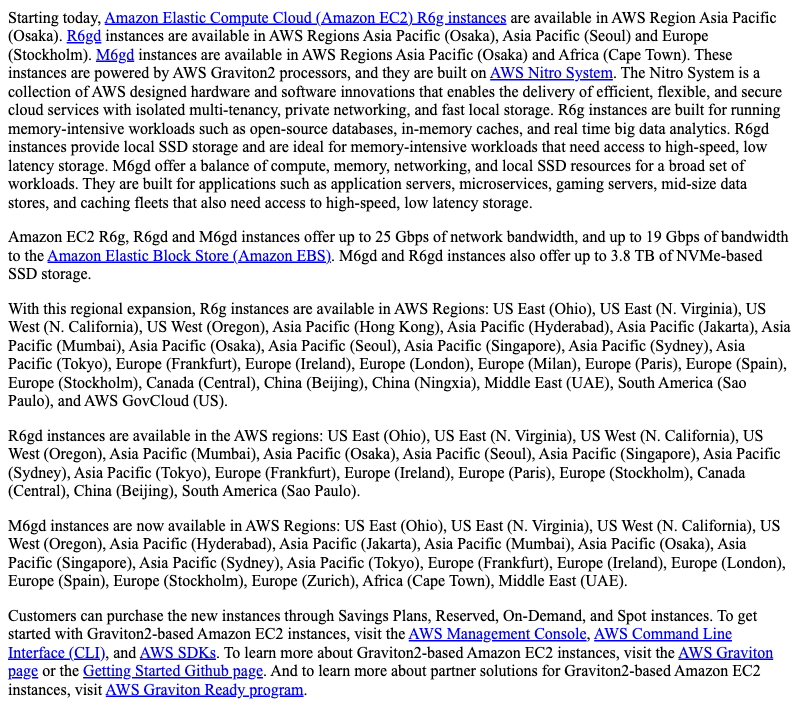 Starting today, Amazon Elastic Compute Cloud (Amazon EC2) R6g instances are available in AWS Region Asia Pacific
(Osaka). R6gd instances are available in AWS Regions Asia Pacific (Osaka), Asia Pacific (Seoul) and Europe
(Stockholm). M6gd instances are available in AWS Regions Asia Pacific (Osaka) and Africa (Cape Town). These
instances are powered by AWS Graviton2 processors, and they are built on AWS Nitro System. The Nitro System is a
collection of AWS designed hardware and software innovations that enables the delivery of efficient, flexible, and secure
cloud services with isolated multi-tenancy, private networking, and fast local storage. R6g instances are built for running
memory-intensive workloads such as open-source databases, in-memory caches, and real time big data analytics. R6gd
instances provide local SSD storage and are ideal for memory-intensive workloads that need access to high-speed, low
latency storage. M6gd offer a balance of compute, memory, networking, and local SSD resources for a broad set of
workloads. They are built for applications such as application servers, microservices, gaming servers, mid-size data
stores, and caching fleets that also need access to high-speed, low latency storage.
Amazon EC2 R6g, R6gd and M6gd instances offer up to 25 Gbps of network bandwidth, and up to 19 Gbps of bandwidth
to the Amazon Elastic Block Store (Amazon EBS). M6gd and R6gd instances also offer up to 3.8 TB of NVMe-based
SSD storage.
With this regional expansion, R6g instances are available in AWS Regions: US East (Ohio), US East (N. Virginia), US
West (N. California), US West (Oregon), Asia Pacific (Hong Kong), Asia Pacific (Hyderabad), Asia Pacific (Jakarta), Asia
Pacific (Mumbai), Asia Pacific (Osaka), Asia Pacific (Seoul), Asia Pacific (Singapore), Asia Pacific (Sydney), Asia
Pacific (Tokyo), Europe (Frankfurt), Europe (Ireland), Europe (London), Europe (Milan), Europe (Paris), Europe (Spain),
Europe (Stockholm), Canada (Central), China (Beijing), China (Ningxia), Middle East (UAE), South America (Sao
Paulo), and AWS GovCloud (US).
R6gd instances are available in the AWS regions: US East (Ohio), US East (N. Virginia), US West (N. California), US
West (Oregon), Asia Pacific (Mumbai), Asia Pacific (Osaka), Asia Pacific (Seoul), Asia Pacific (Singapore), Asia Pacific
(Sydney), Asia Pacific (Tokyo), Europe (Frankfurt), Europe (Ireland), Europe (Paris), Europe (Stockholm), Canada
(Central), China (Beijing), South America (Sao Paulo).
M6gd instances are now available in AWS Regions: US East (Ohio), US East (N. Virginia), US West (N. California), US
West (Oregon), Asia Pacific (Hyderabad), Asia Pacific (Jakarta), Asia Pacific (Mumbai), Asia Pacific (Osaka), Asia
Pacific (Singapore), Asia Pacific (Sydney), Asia Pacific (Tokyo), Europe (Frankfurt), Europe (Ireland), Europe (London),
Europe (Spain), Europe (Stockholm), Europe (Zurich), Africa (Cape Town), Middle East (UAE).
Customers can purchase the new instances through Savings Plans, Reserved, On-Demand, and Spot instances. To get
started with Graviton2-based Amazon EC2 instances, visit the AWS Management Console, AWS Command Line
Interface (CLI), and AWS SDKs. To learn more about Graviton2-based Amazon EC2 instances, visit the AWS Graviton
page or the Getting Started Github page. And to learn more about partner solutions for Graviton2-based Amazon EC2
instances, visit AWS Graviton Ready program.